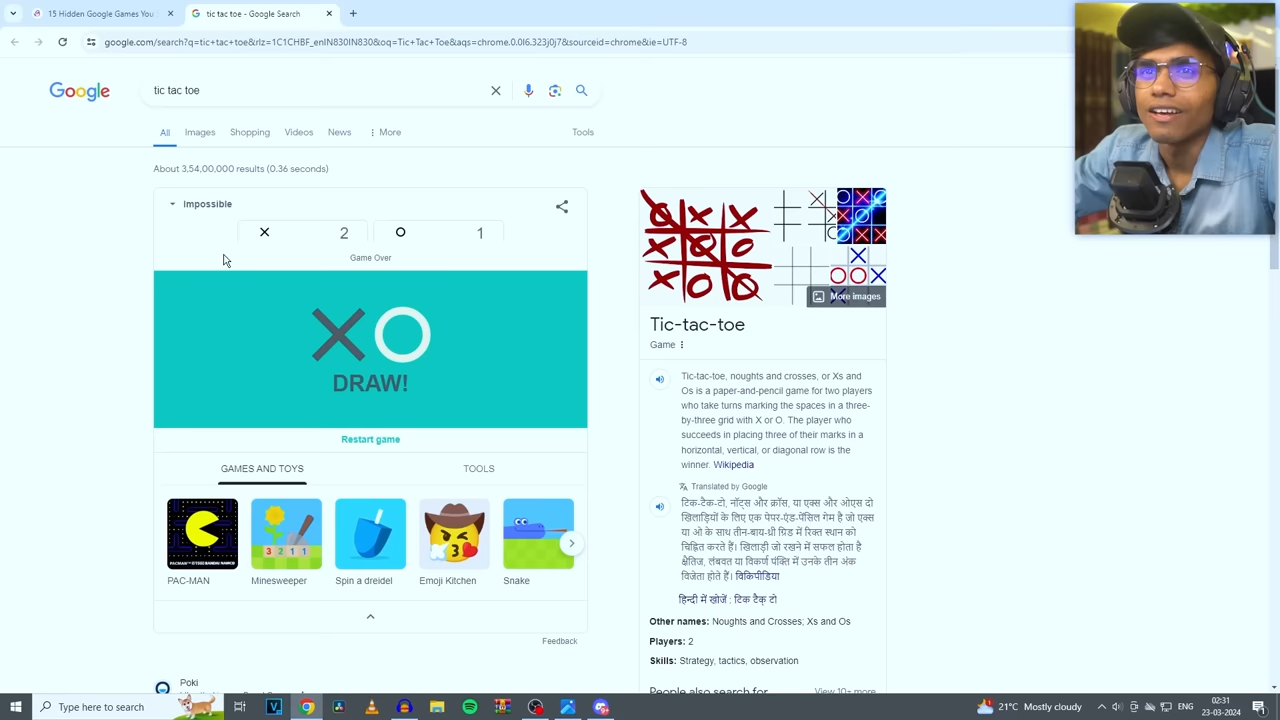 15 Hidden Google Games You S
tic tac toe - Google Search
google.com/search?q=tic+tac+toe&rlz=1C1CHBF_enIN830IN830&oq=Tic+Tac+Toe&aqs=chrome.0.0l6.323j0j7&sourceid=chrome&ie=UTF-8
Google
tic tac toe
All Images Shopping Videos News More Tools
About 3,54,00,000 results (0.36 seconds)
Impossible
2 1
Game Over
DRAW!
Restart game
GAMES AND TOYS TOOLS
3 2 1 1
PAC-MAN Minesweeper Spin a dreidel Emoji Kitchen Snake
Feedback
Poki
More images
Tic-tac-toe
Game
Tic-tac-toe, noughts and crosses, or Xs and
Os is a paper-and-pencil game for two players
who take turns marking the spaces in a three-
by-three grid with X or O. The player who
succeeds in placing three of their marks in a
horizontal, vertical, or diagonal row is the
winner. Wikipedia
Translated by Google
टिक-टैक-टो, नॉट्स और क्रॉस, या एक्स और ओएस दो
खिलाड़ियों के लिए एक पेपर-एंड-पेंसिल गेम है जो एक्स
या ओ के साथ तीन-बाय-थ्री ग्रिड में रिक्त स्थान को
चिह्नित करते हैं। खिलाड़ी जो रखने में सफल होता है
क्षैतिज, लंबवत या विकर्ण पंक्ति में उनके तीन अंक
विजेता होते हैं। विकिपीडिया
हिन्दी में खोजें : टिक टैक् टो
Other names: Noughts and Crosses; Xs and Os
Players: 2
Skills: Strategy, tactics, observation
People also search for View 10+ more
Type here to search
21°C Mostly cloudy
ENG
02:31
23-03-2024